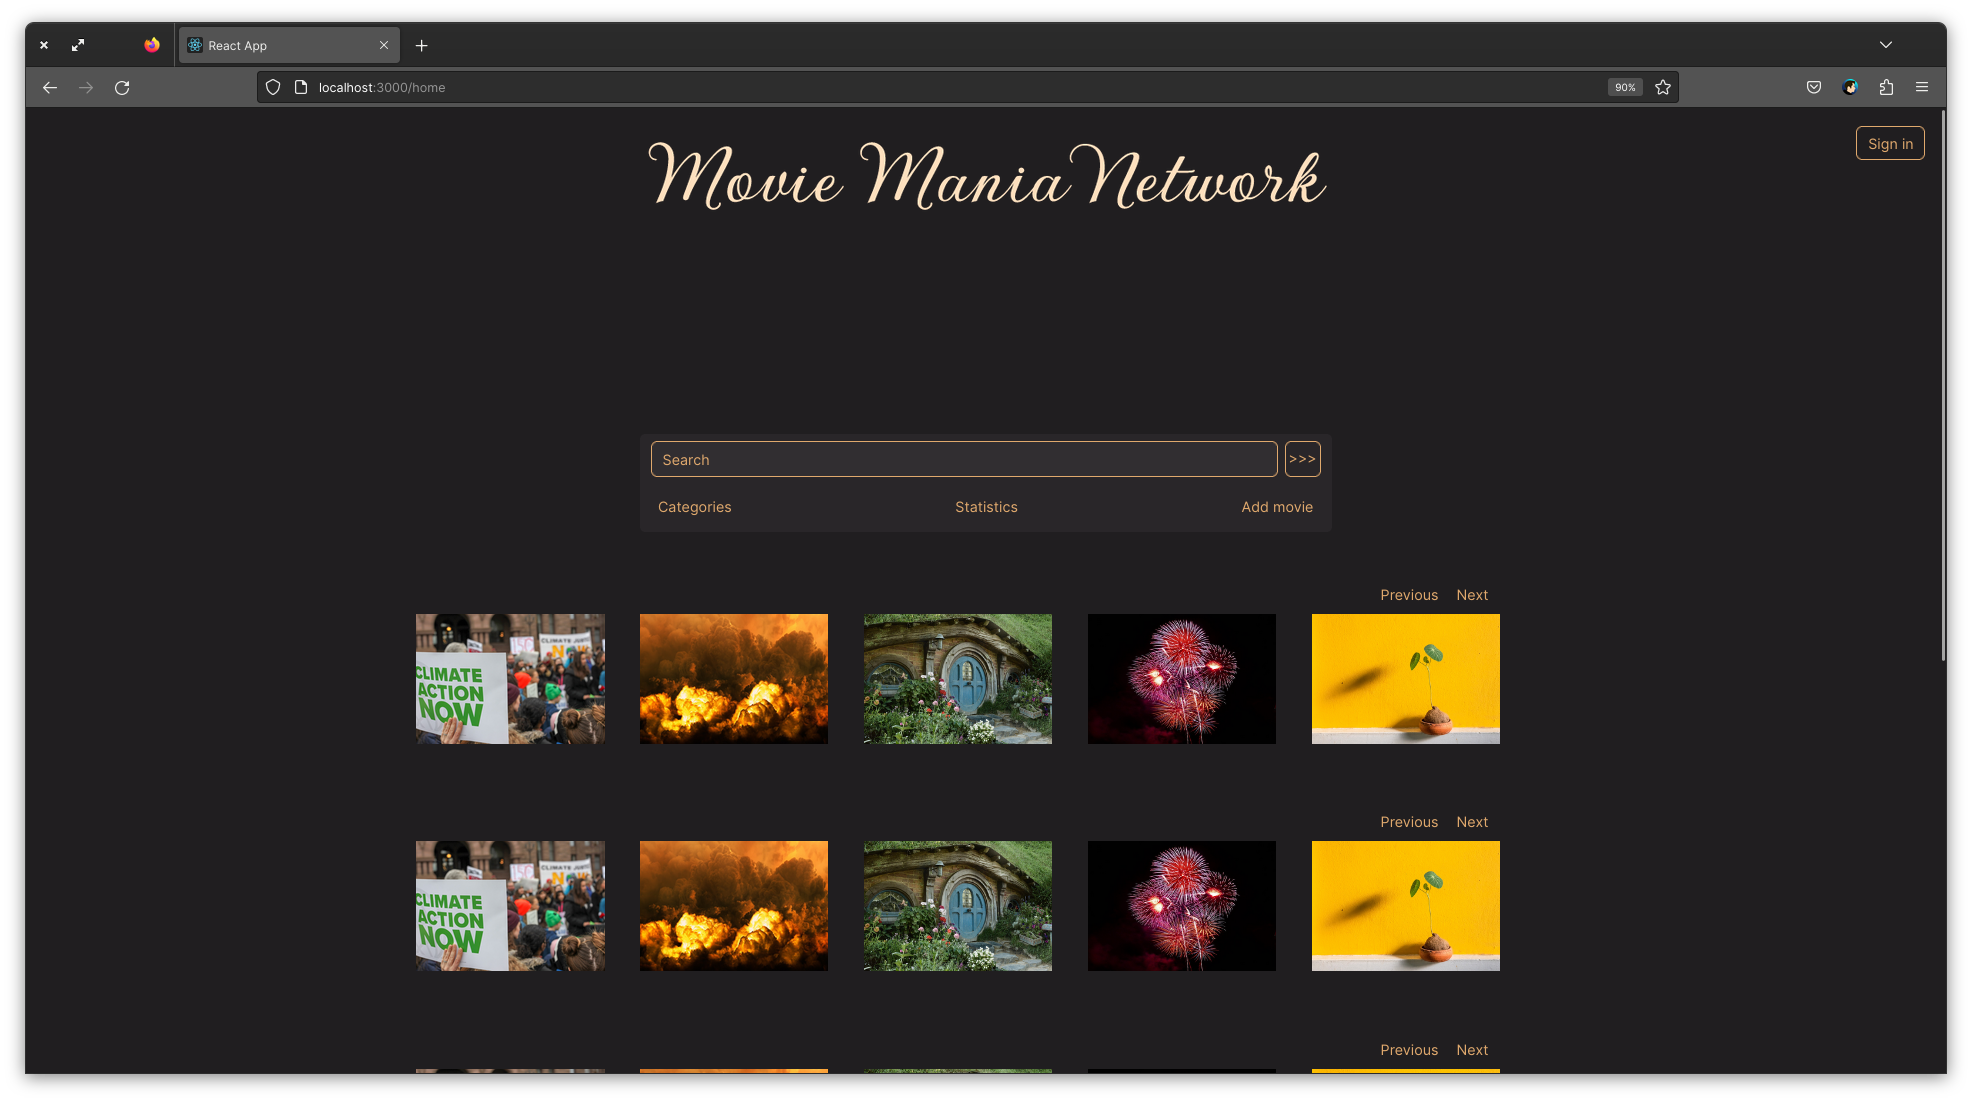 React App
localhost:3000/home
90%
Sign in
Movie Mania Network
Search
>>>
Categories Statistics Add movie
Previous Next
CLIMATE
ACTION
NOW
Previous Next
CLIMATE
ACTION
NOW
Previous Next